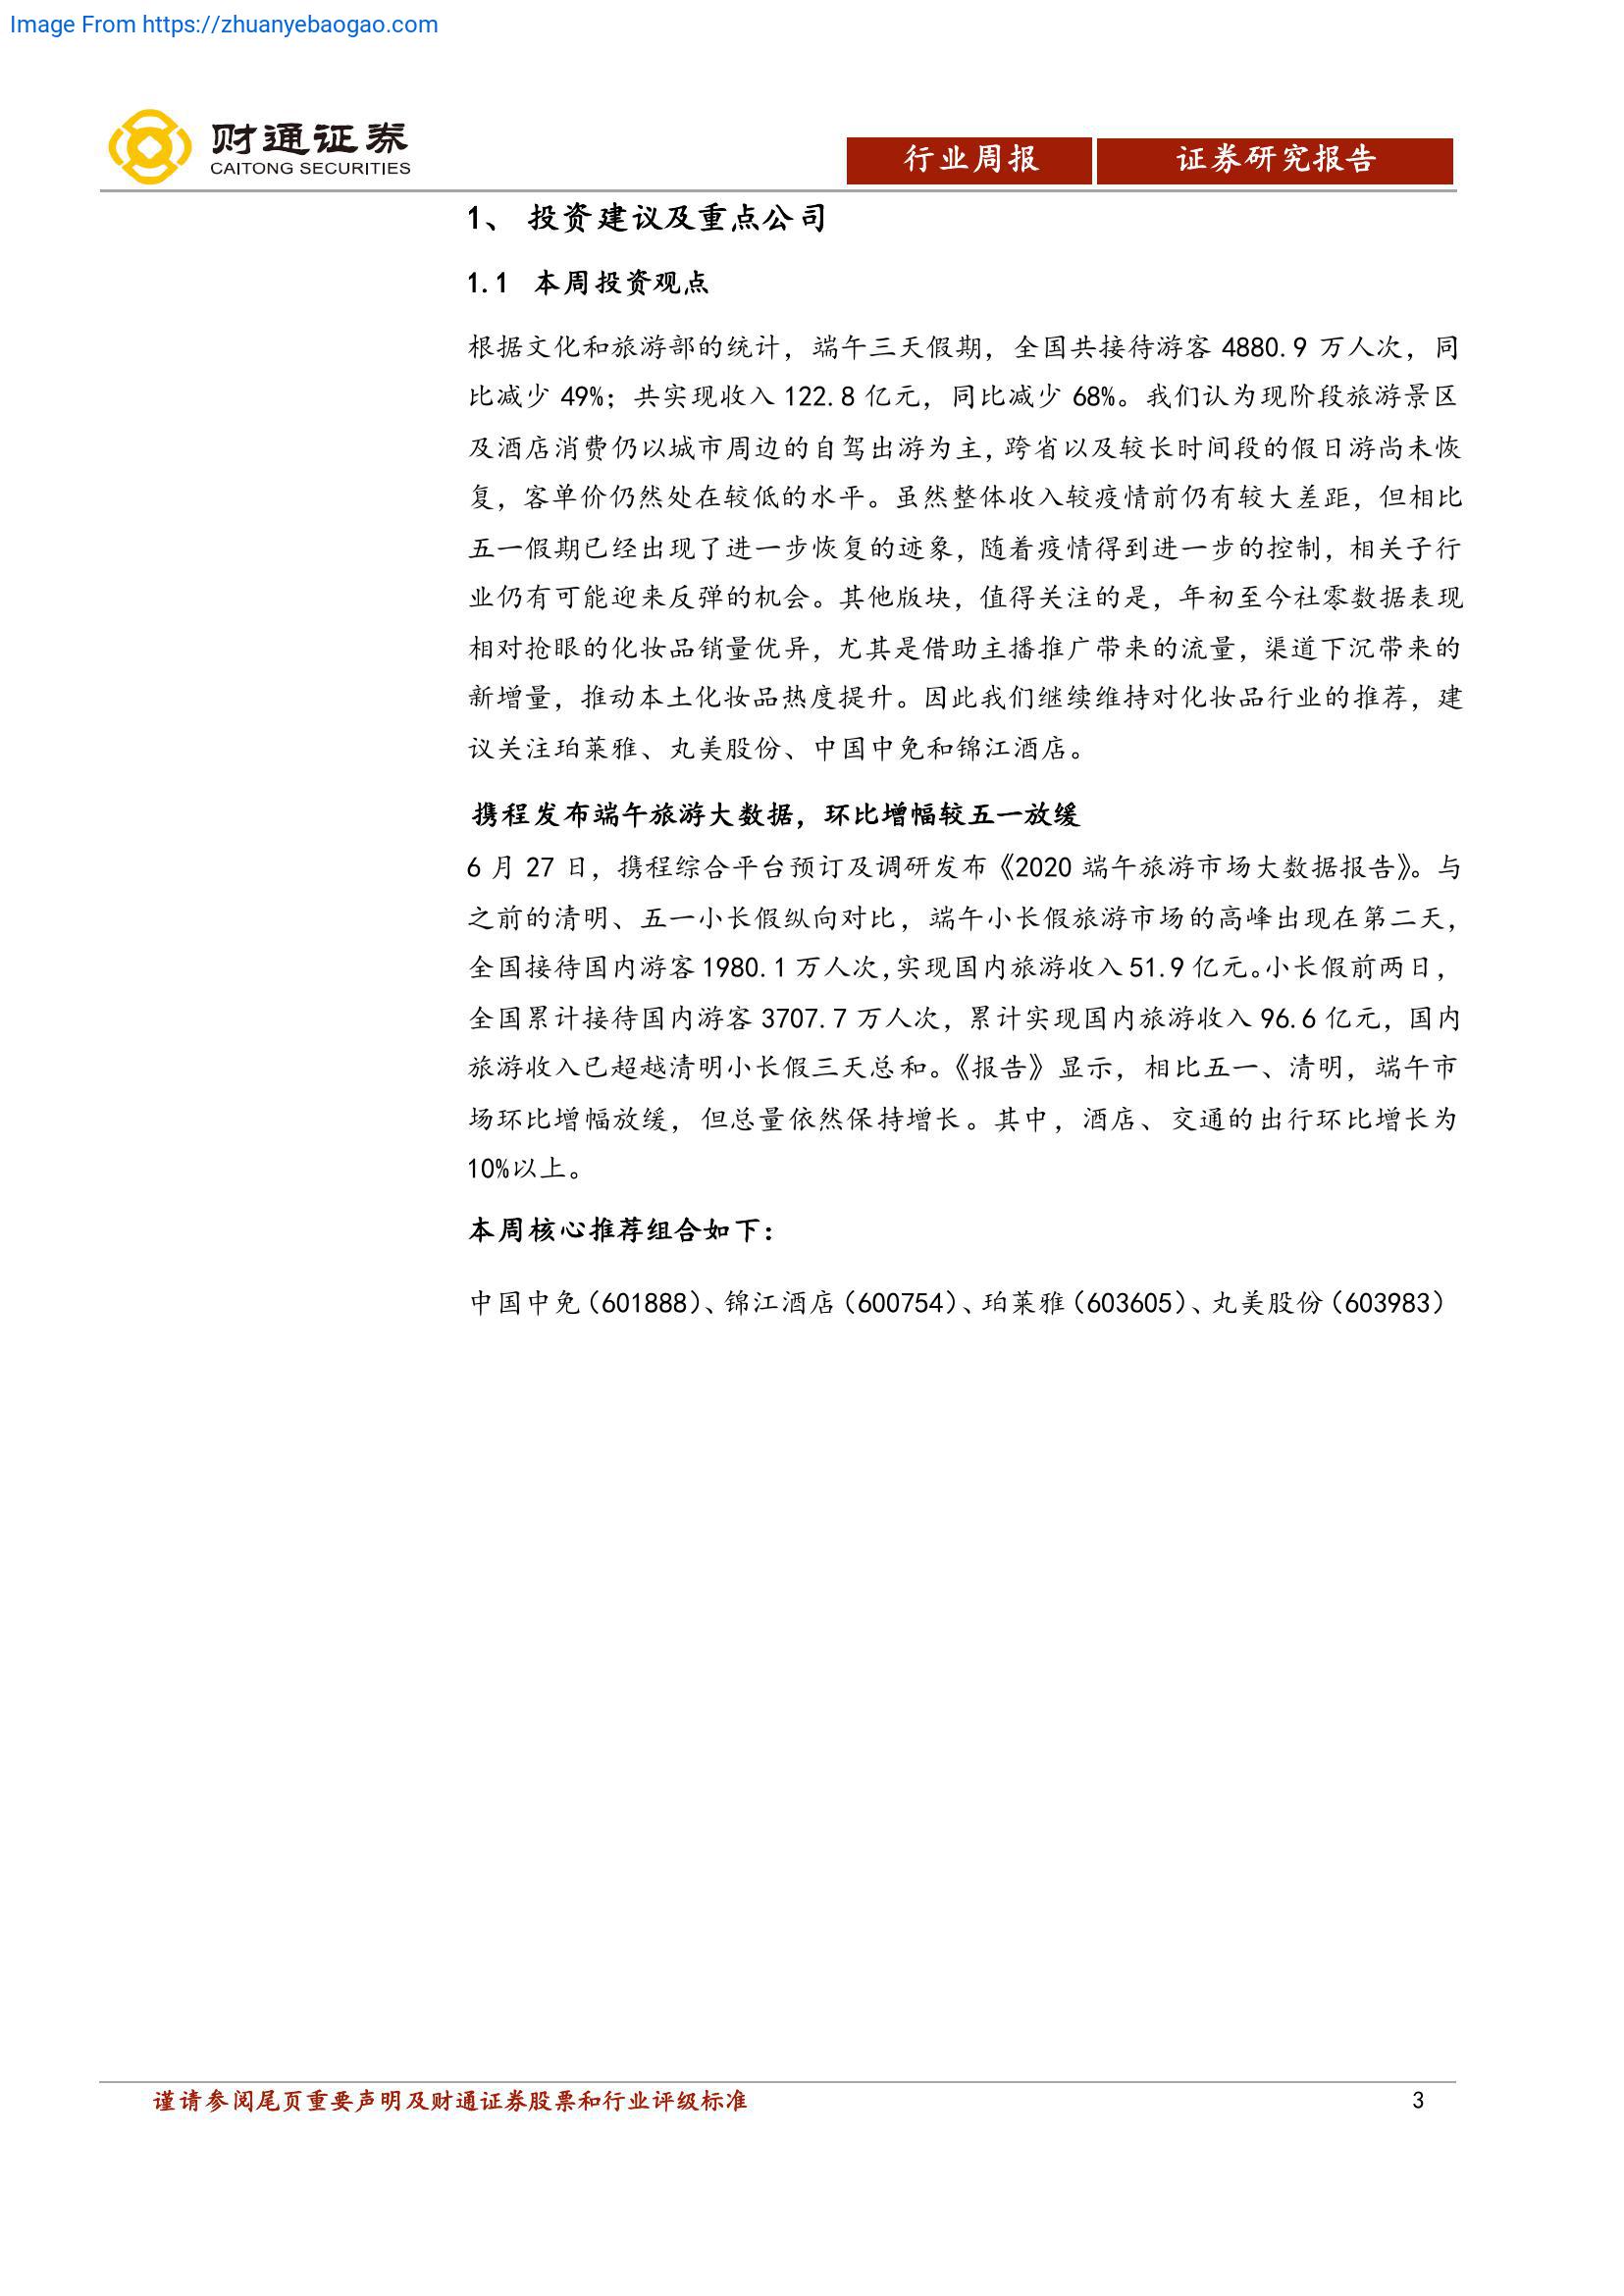 Image From https://zhuanyebaogao.com
财通证券
CAITONG SECURITIES
行业周报
证券研究报告
1、 投资建议及重点公司
1.1 本周投资观点
根据文化和旅游部的统计，端午三天假期，全国共接待游客 4880.9 万人次，同
比减少 49%；共实现收入 122.8 亿元，同比减少 68%。我们认为现阶段旅游景区
及酒店消费仍以城市周边的自驾出游为主，跨省以及较长时间段的假日游尚未恢
复，客单价仍然处在较低的水平。虽然整体收入较疫情前仍有较大差距，但相比
五一假期已经出现了进一步恢复的迹象，随着疫情得到进一步的控制，相关子行
业仍有可能迎来反弹的机会。其他版块，值得关注的是，年初至今社零数据表现
相对抢眼的化妆品销量优异，尤其是借助主播推广带来的流量，渠道下沉带来的
新增量，推动本土化妆品热度提升。因此我们继续维持对化妆品行业的推荐，建
议关注珀莱雅、丸美股份、中国中免和锦江酒店。
携程发布端午旅游大数据，环比增幅较五一放缓
6 月 27 日，携程综合平台预订及调研发布《2020 端午旅游市场大数据报告》。与
之前的清明、五一小长假纵向对比，端午小长假旅游市场的高峰出现在第二天，
全国接待国内游客 1980.1 万人次，实现国内旅游收入 51.9 亿元。小长假前两日，
全国累计接待国内游客 3707.7 万人次，累计实现国内旅游收入 96.6 亿元，国内
旅游收入已超越清明小长假三天总和。《报告》显示，相比五一、清明，端午市
场环比增幅放缓，但总量依然保持增长。其中，酒店、交通的出行环比增长为
10%以上。
本周核心推荐组合如下：
中国中免（601888）、锦江酒店（600754）、珀莱雅（603605）、丸美股份（603983）
谨请参阅尾页重要声明及财通证券股票和行业评级标准
3